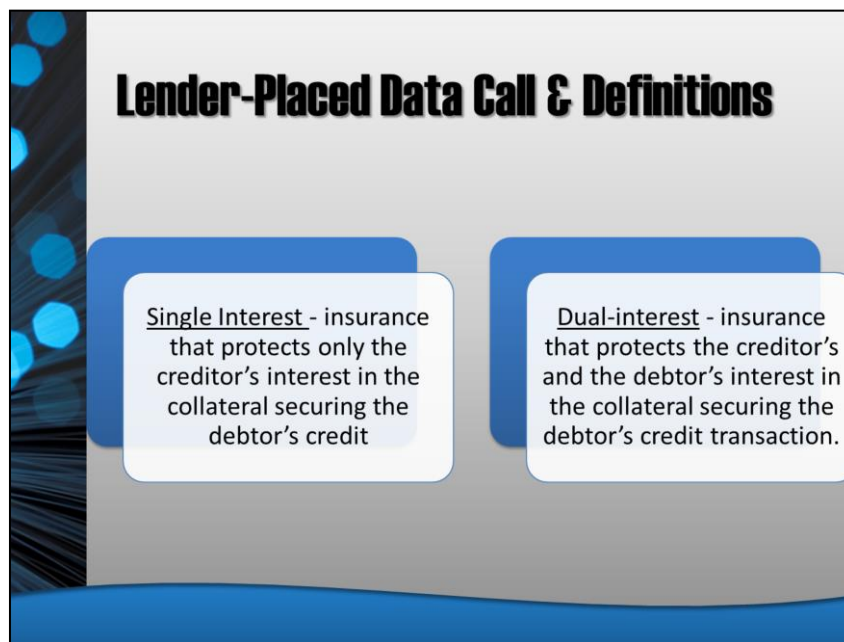 Lender-Placed Data Call & Definitions
Single Interest - insurance
that protects only the
creditor’s interest in the
collateral securing the
debtor’s credit
Dual-interest - insurance
that protects the creditor’s
and the debtor’s interest in
the collateral securing the
debtor’s credit transaction.